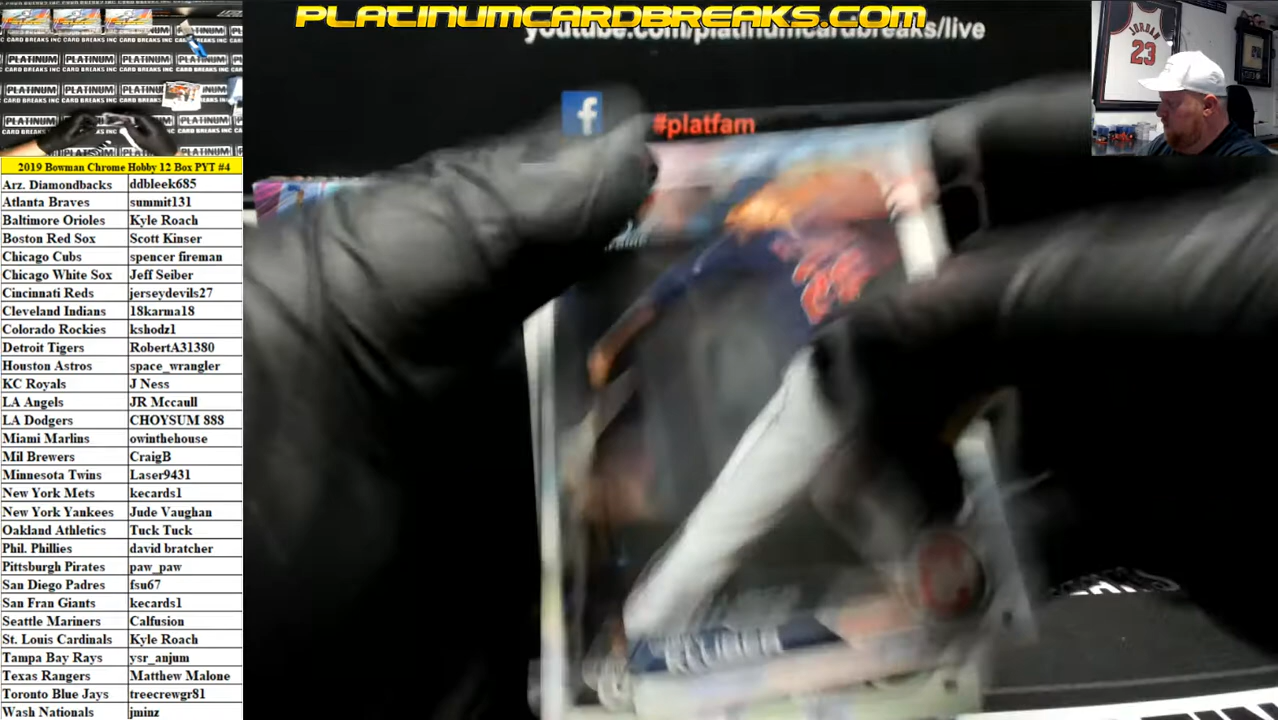 PLATINUMCARDBREAKS.COM
youtube.com/platinumcardbreaks/live
#platfam
JORDAN
23
PLATINUM
CARD BREAKS INC
2019 Bowman Chrome Hobby 12 Box PYT #4
Arz. Diamondbacks ddbleek685
Atlanta Braves summit131
Baltimore Orioles Kyle Roach
Boston Red Sox Scott Kinser
Chicago Cubs spencer fireman
Chicago White Sox Jeff Seiber
Cincinnati Reds jerseydevils27
Cleveland Indians 18karma18
Colorado Rockies kshodz1
Detroit Tigers RobertA31380
Houston Astros space_wrangler
KC Royals J Ness
LA Angels JR Mccaull
LA Dodgers CHOYSUM 888
Miami Marlins owinthehouse
Mil Brewers CraigB
Minnesota Twins Laser9431
New York Mets kecards1
New York Yankees Jude Vaughan
Oakland Athletics Tuck Tuck
Phil. Phillies david bratcher
Pittsburgh Pirates paw_paw
San Diego Padres fsu67
San Fran Giants kecards1
Seattle Mariners Calfusion
St. Louis Cardinals Kyle Roach
Tampa Bay Rays ysr_anjum
Texas Rangers Matthew Malone
Toronto Blue Jays treecrewgr81
Wash Nationals jminz